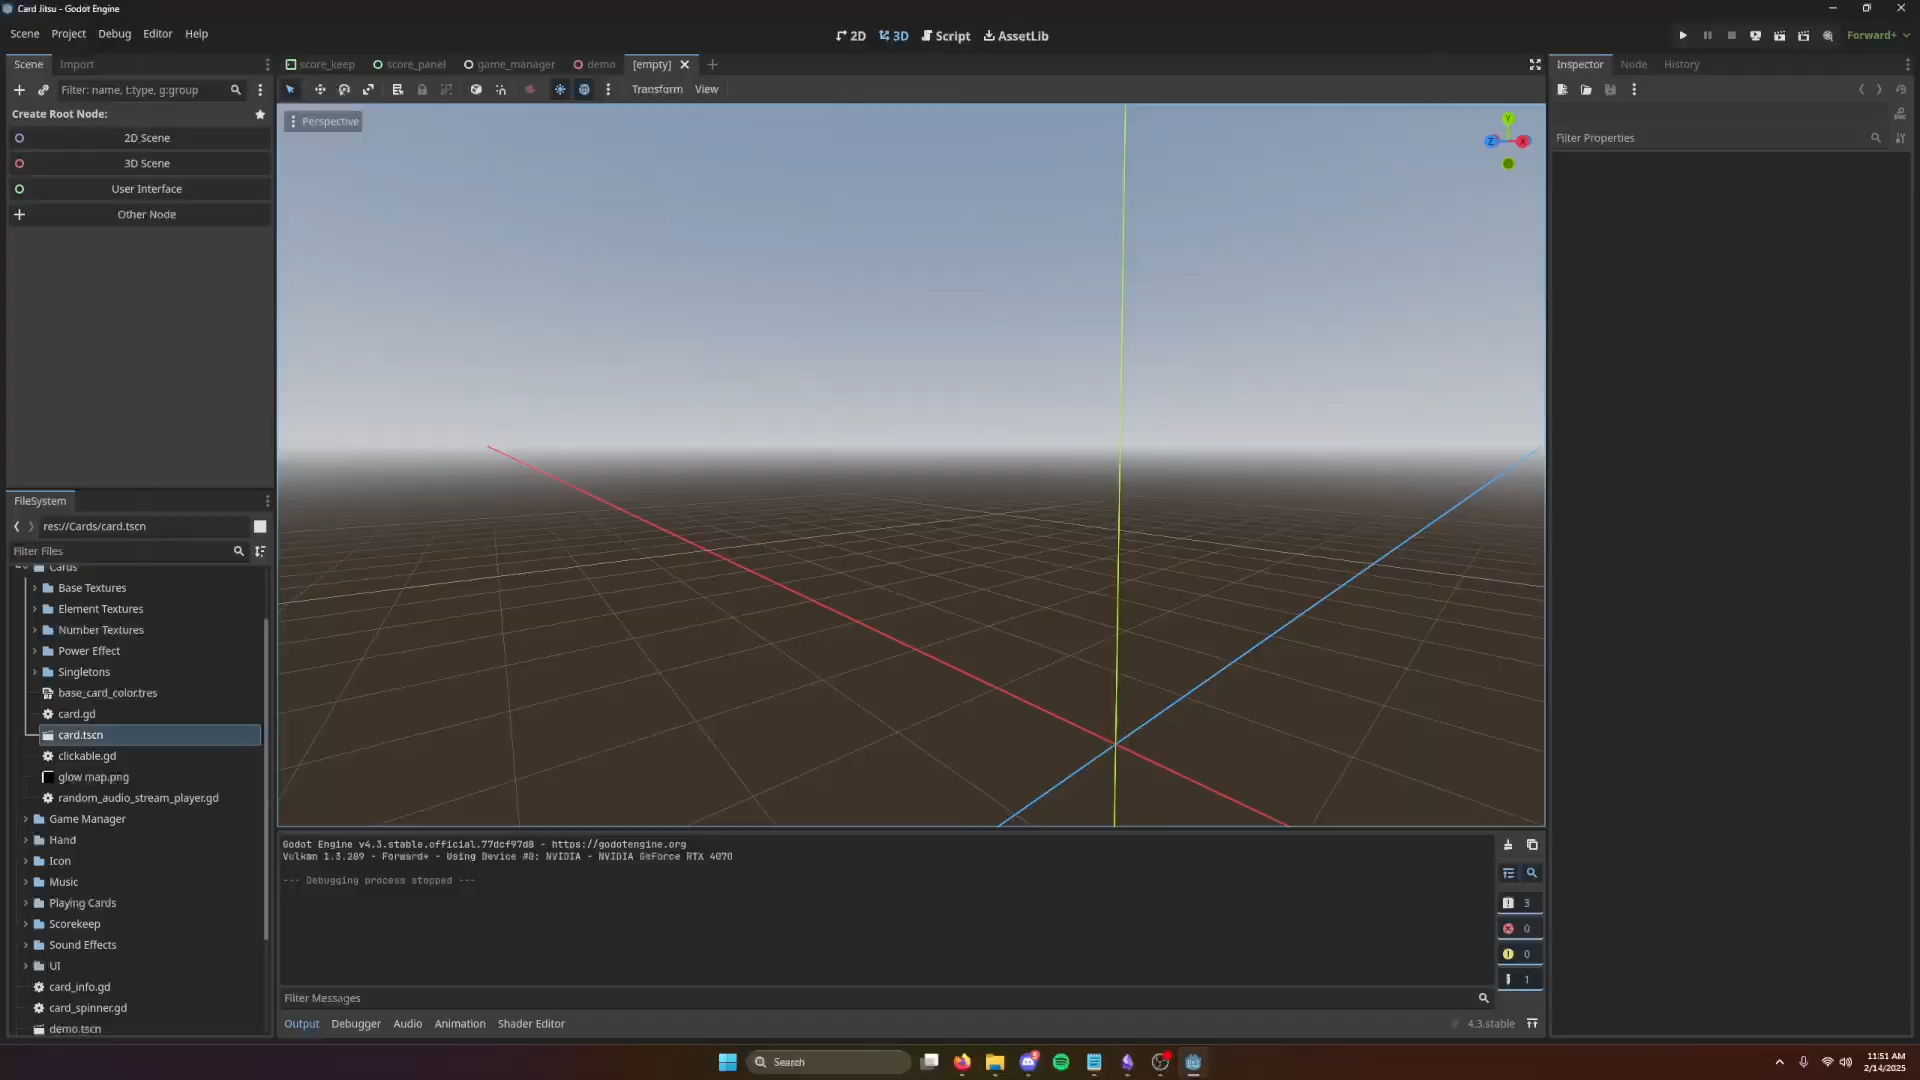 Card Jitsu - Godot Engine
Scene Project Debug Editor Help
2D 3D Script AssetLib
Forward+
Scene Import
score_keep score_panel game_manager demo [empty]
Inspector Node History
Filter: name, t:type, g:group
Transform View
Create Root Node:
Perspective
Y
Z X
Filter Properties
2D Scene
3D Scene
User Interface
Other Node
FileSystem
res://Cards/card.tscn
Filter Files
Cards
Base Textures
Element Textures
Number Textures
Power Effect
Singletons
base_card_color.tres
card.gd
card.tscn
clickable.gd
glow map.png
random_audio_stream_player.gd
Game Manager
Hand
Icon
Music
Playing Cards
Scorekeep
Sound Effects
UI
card_info.gd
card_spinner.gd
demo.tscn
Godot Engine v4.3.stable.official.77dcf97d8 - https://godotengine.org
Vulkan 1.3.289 - Forward+ - Using Device #0: NVIDIA - NVIDIA GeForce RTX 4070
--- Debugging process stopped ---
3
0
0
1
Filter Messages
Output Debugger Audio Animation Shader Editor
4.3.stable
Search
11:51 AM
2/14/2025